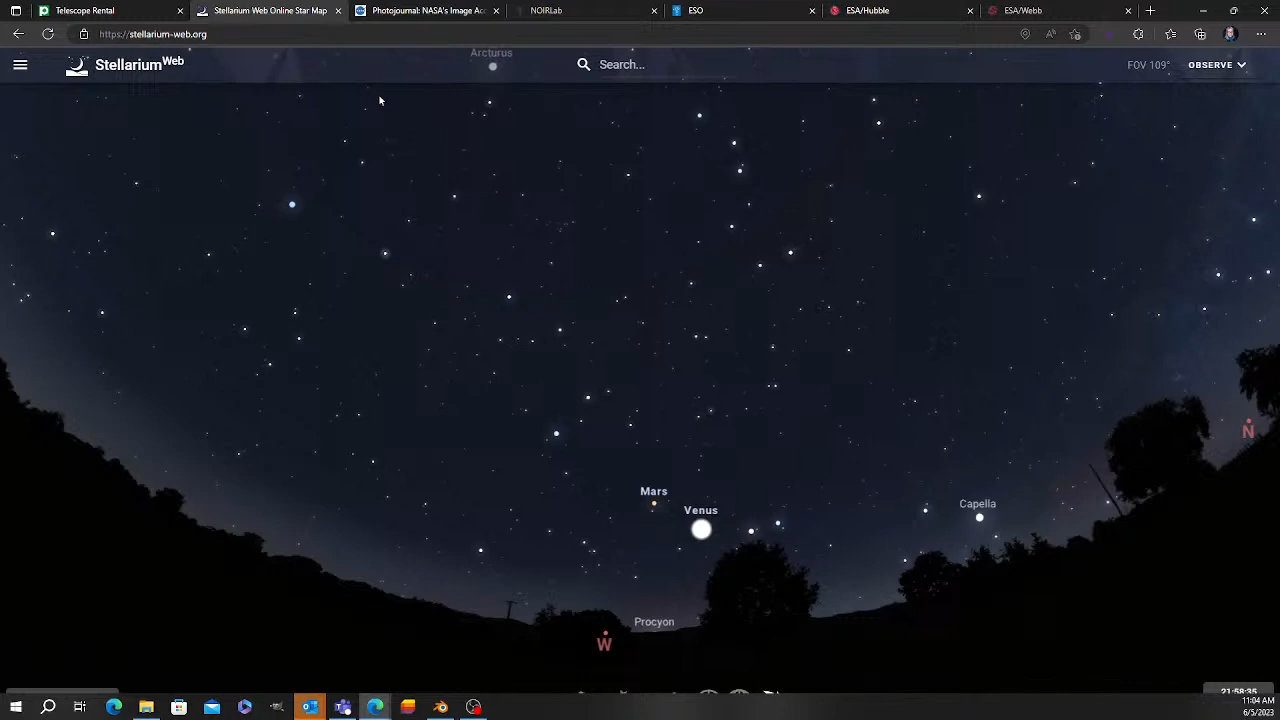 Telescope Rental
Stellarium Web Online Star Map
Photojournal: NASA's Image Ac
NOIRLab
ESO
ESA/Hubble
ESA/Webb
https://stellarium-web.org
StellariumWeb
Search...
FOV 109°
OBSERVE
Arcturus
N
Mars
Venus
Capella
Procyon
W
21:58:35
11:04 AM
6/5/2023